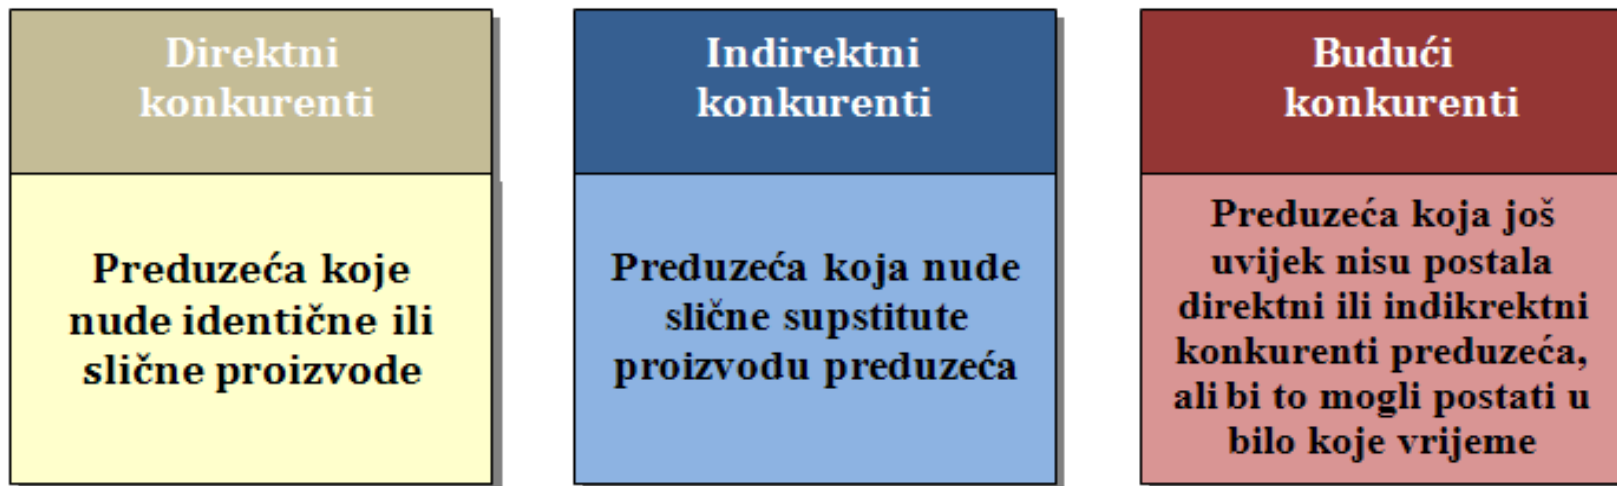 Direktni
konkurenti
Preduzeća koje
nude identične ili
slične proizvode
Indirektni
konkurenti
Preduzeća koja nude
slične supstitute
proizvodu preduzeća
Budući
konkurenti
Preduzeća koja još
uvijek nisu postala
direktni ili indikrektni
konkurenti preduzeća,
ali bi to mogli postati u
bilo koje vrijeme